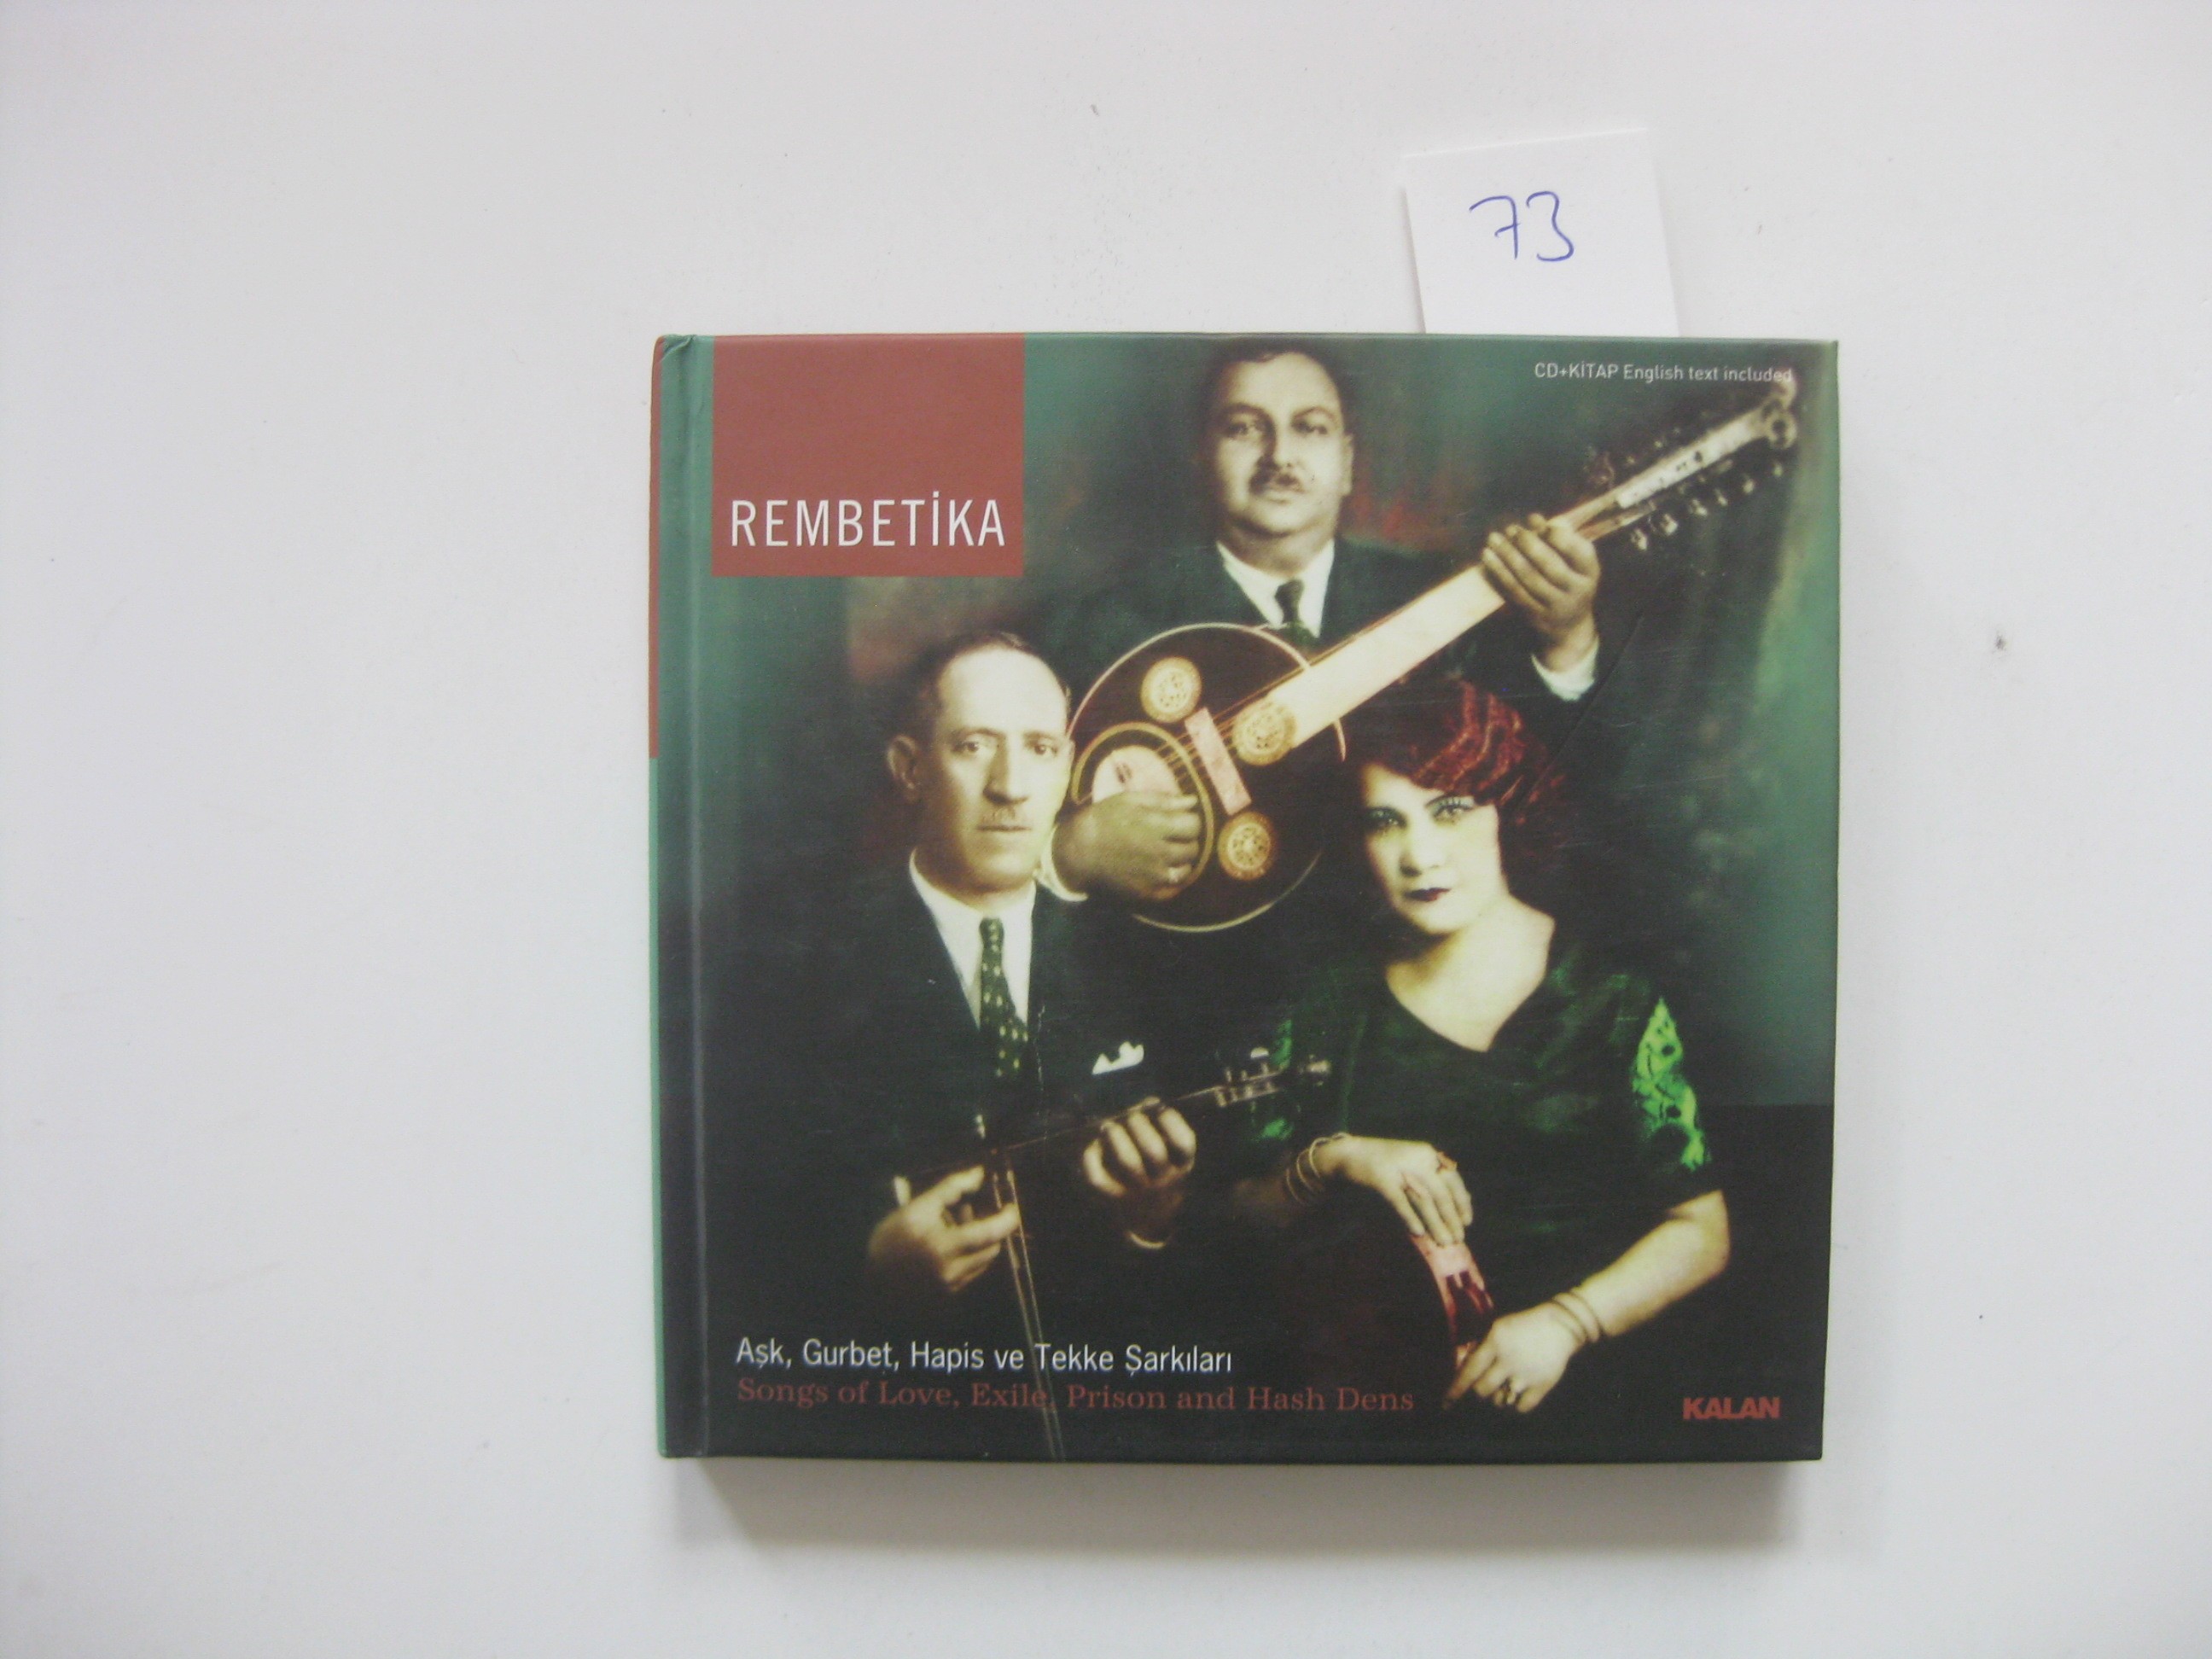 73
CD+KİTAP English text included
REMBETİKA
Aşk, Gurbet, Hapis ve Tekke Şarkıları
Songs of Love, Exile, Prison and Hash Dens
KALAN